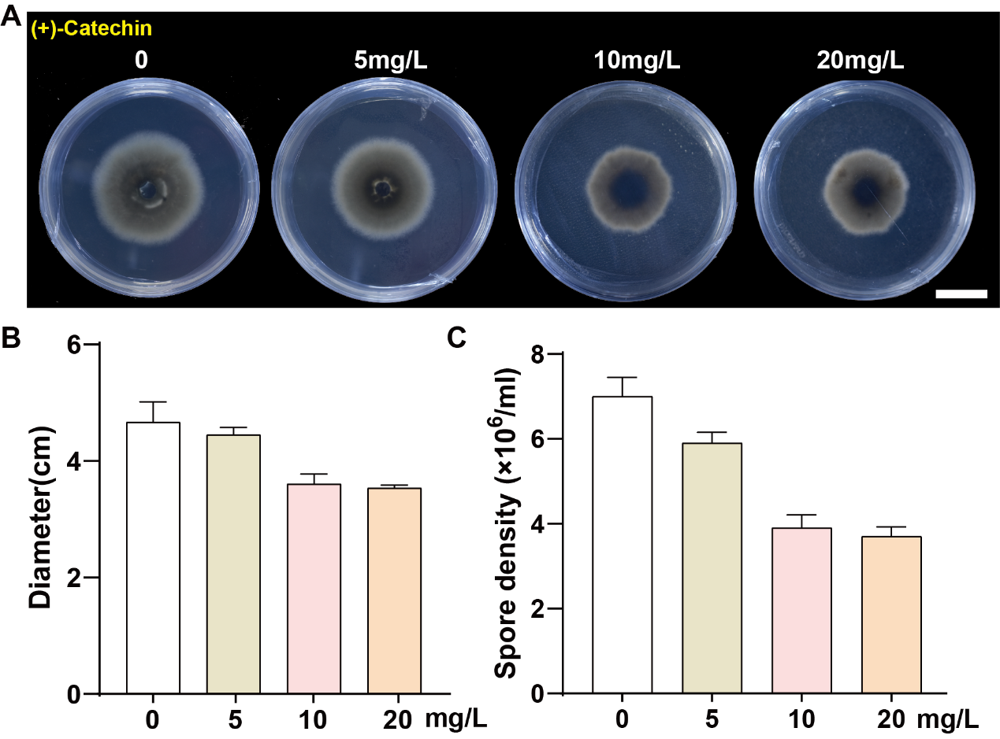 A
(+)-Catechin
0 5mg/L 10mg/L 20mg/L
B
6
4
2
0
Diameter(cm)
0 5 10 20 mg/L
C
8
6
4
2
0
Spore density (×10⁶/ml)
0 5 10 20 mg/L